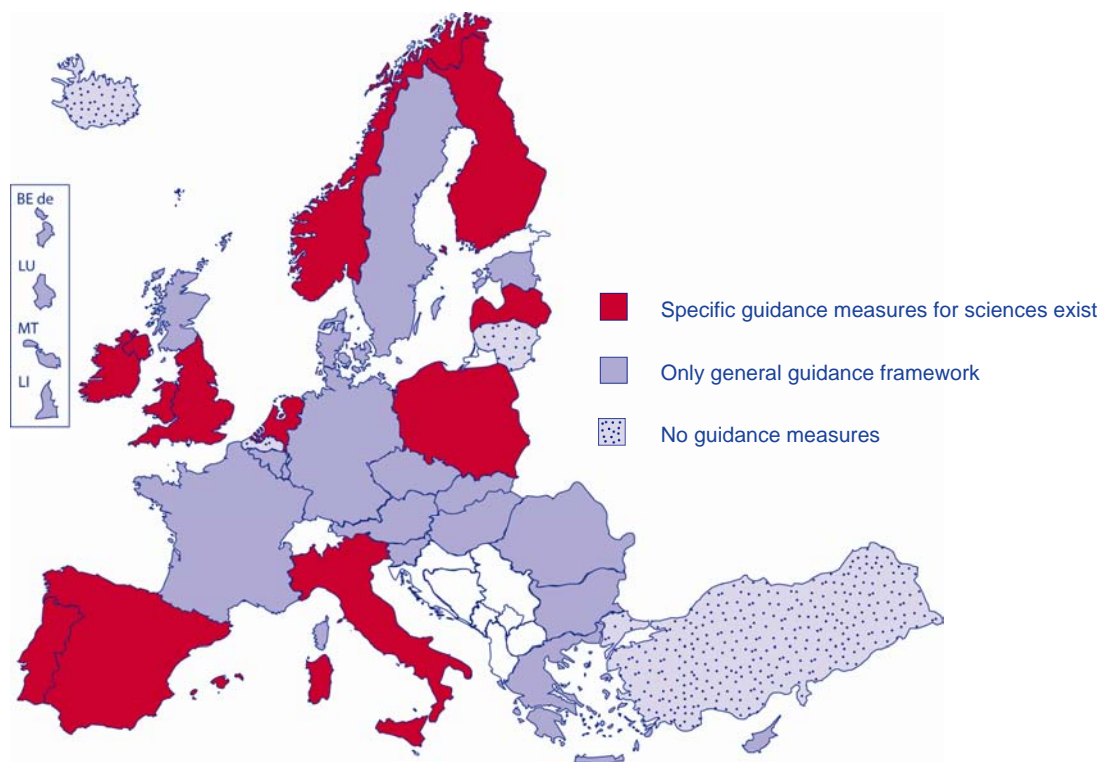 BE de
LU
MT
LI
Specific guidance measures for sciences exist
Only general guidance framework
No guidance measures